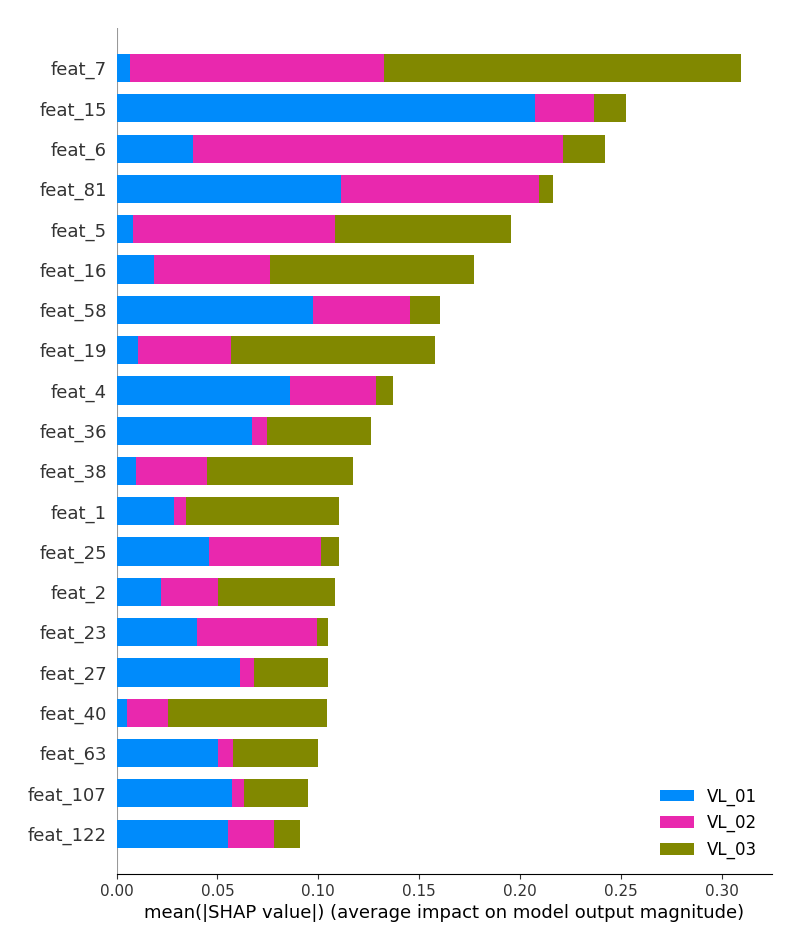 feat_7
feat_15
feat_6
feat_81
feat_5
feat_16
feat_58
feat_19
feat_4
feat_36
feat_38
feat_1
feat_25
feat_2
feat_23
feat_27
feat_40
feat_63
feat_107
feat_122
VL_01
VL_02
VL_03
0.00 0.05 0.10 0.15 0.20 0.25 0.30
mean(|SHAP value|) (average impact on model output magnitude)